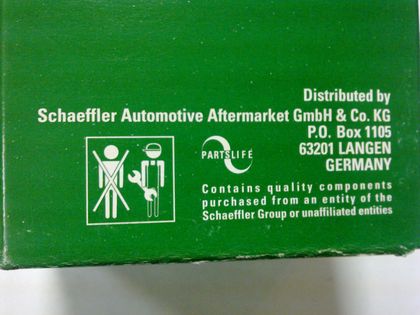 Distributed by
Schaeffler Automotive Aftermarket GmbH & Co. KG
P.O. Box 1105
63201 LANGEN
GERMANY
PARTSLIFE
Contains quality components
purchased from an entity of the
Schaeffler Group or unaffiliated entities